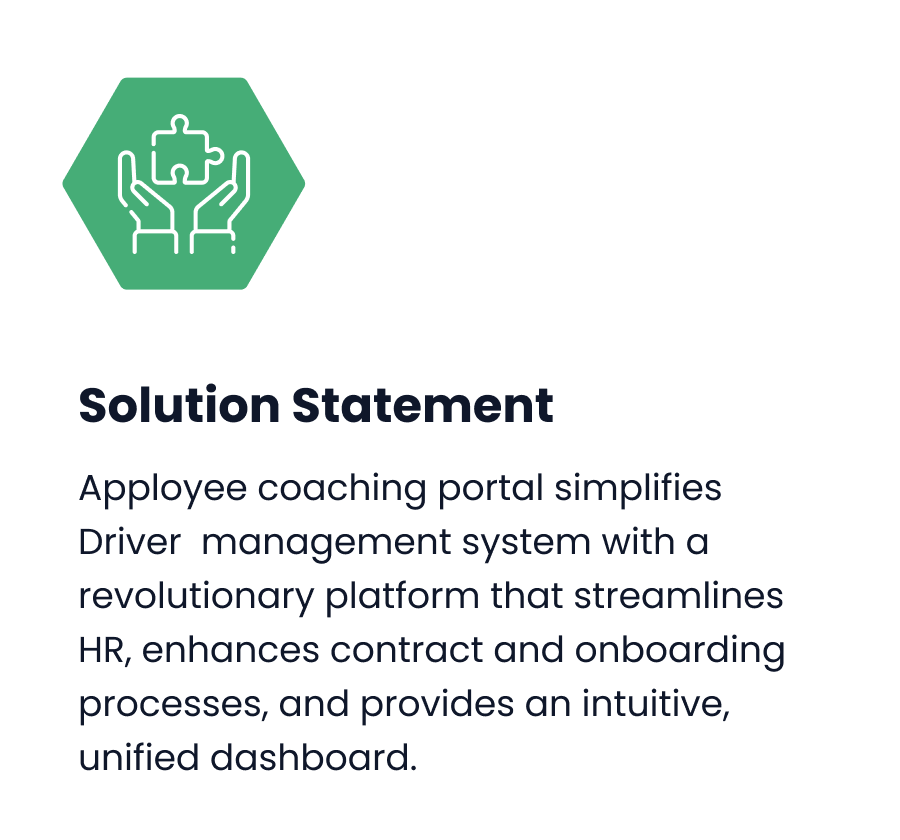 Solution Statement
Apployee coaching portal simplifies
Driver  management system with a
revolutionary platform that streamlines
HR, enhances contract and onboarding
processes, and provides an intuitive,
unified dashboard.